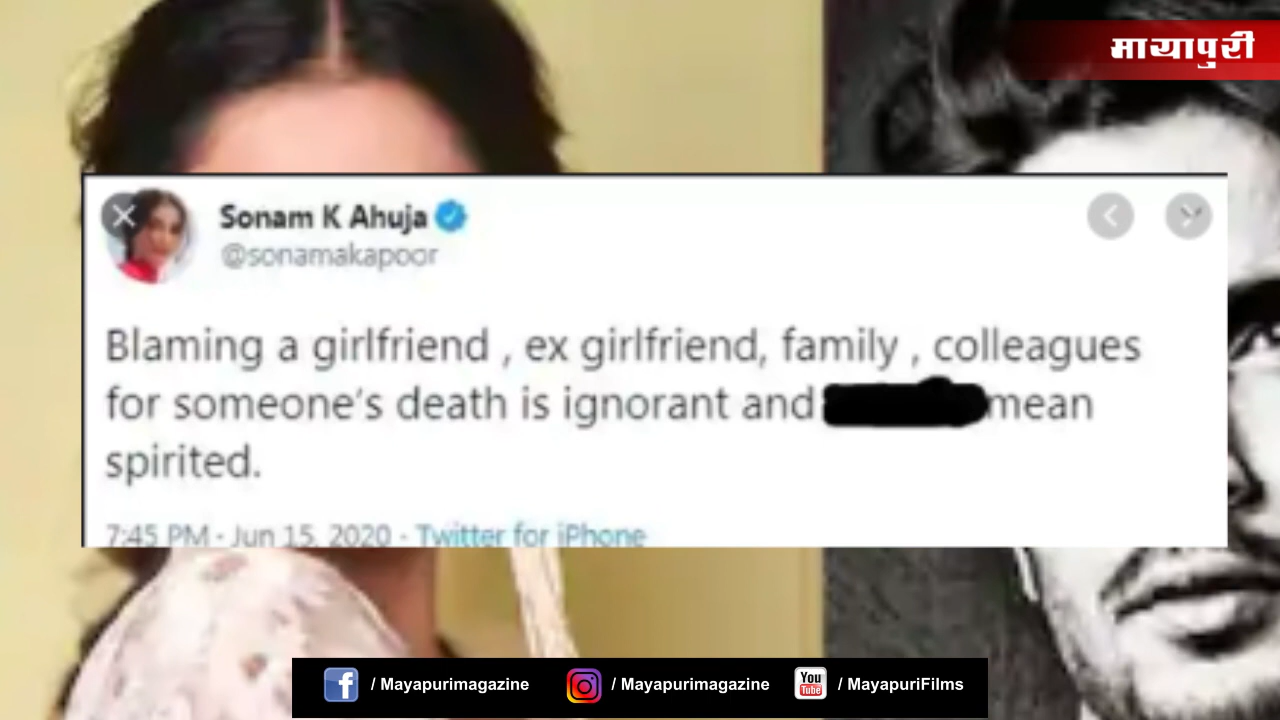 मायापुरी
Sonam K Ahuja
@sonamakapoor
Blaming a girlfriend , ex girlfriend, family , colleagues
for someone's death is ignorant and mean
spirited.
7:45 PM · Jun 15, 2020 · Twitter for iPhone
/ Mayapurimagazine / Mayapurimagazine You Tube / MayapuriFilms